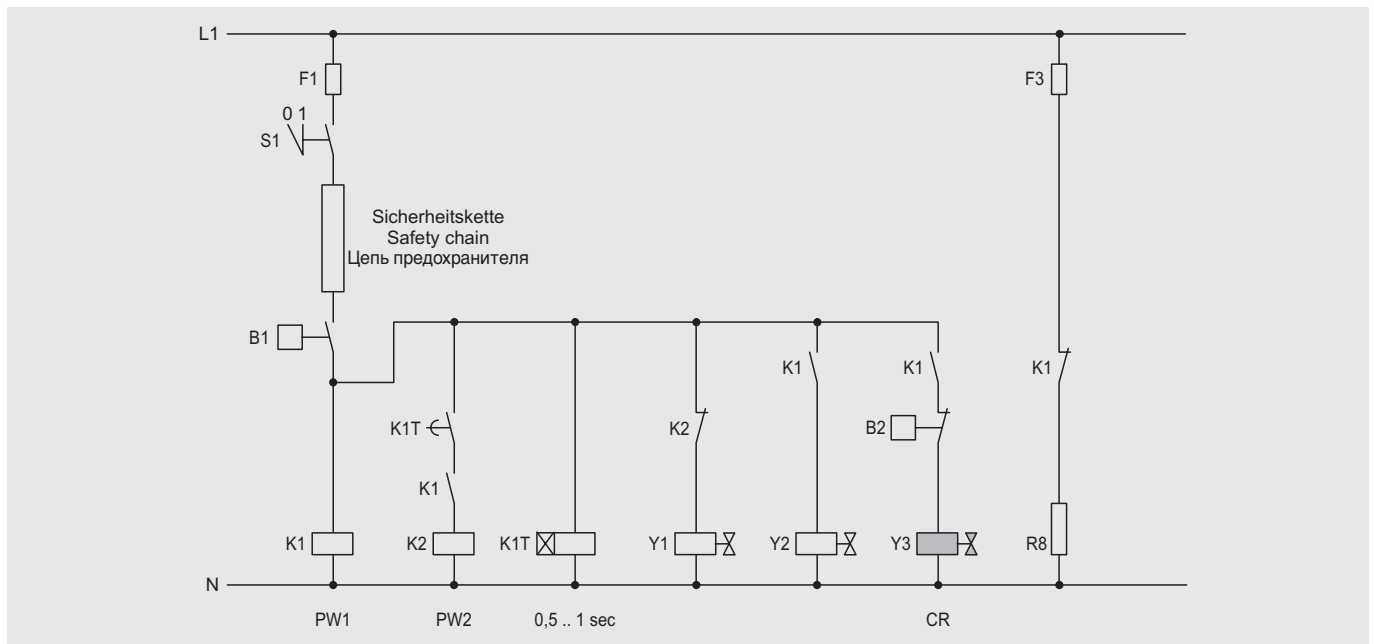 L1
F1
F3
0 1
S1
Sicherheitskette
Safety chain
Цепь предохранителя
B1
K1
K1
K1
K1T
K2
B2
K1
K1
K2
K1T
Y1
Y2
Y3
R8
N
PW1
PW2
0,5 .. 1 sec
CR